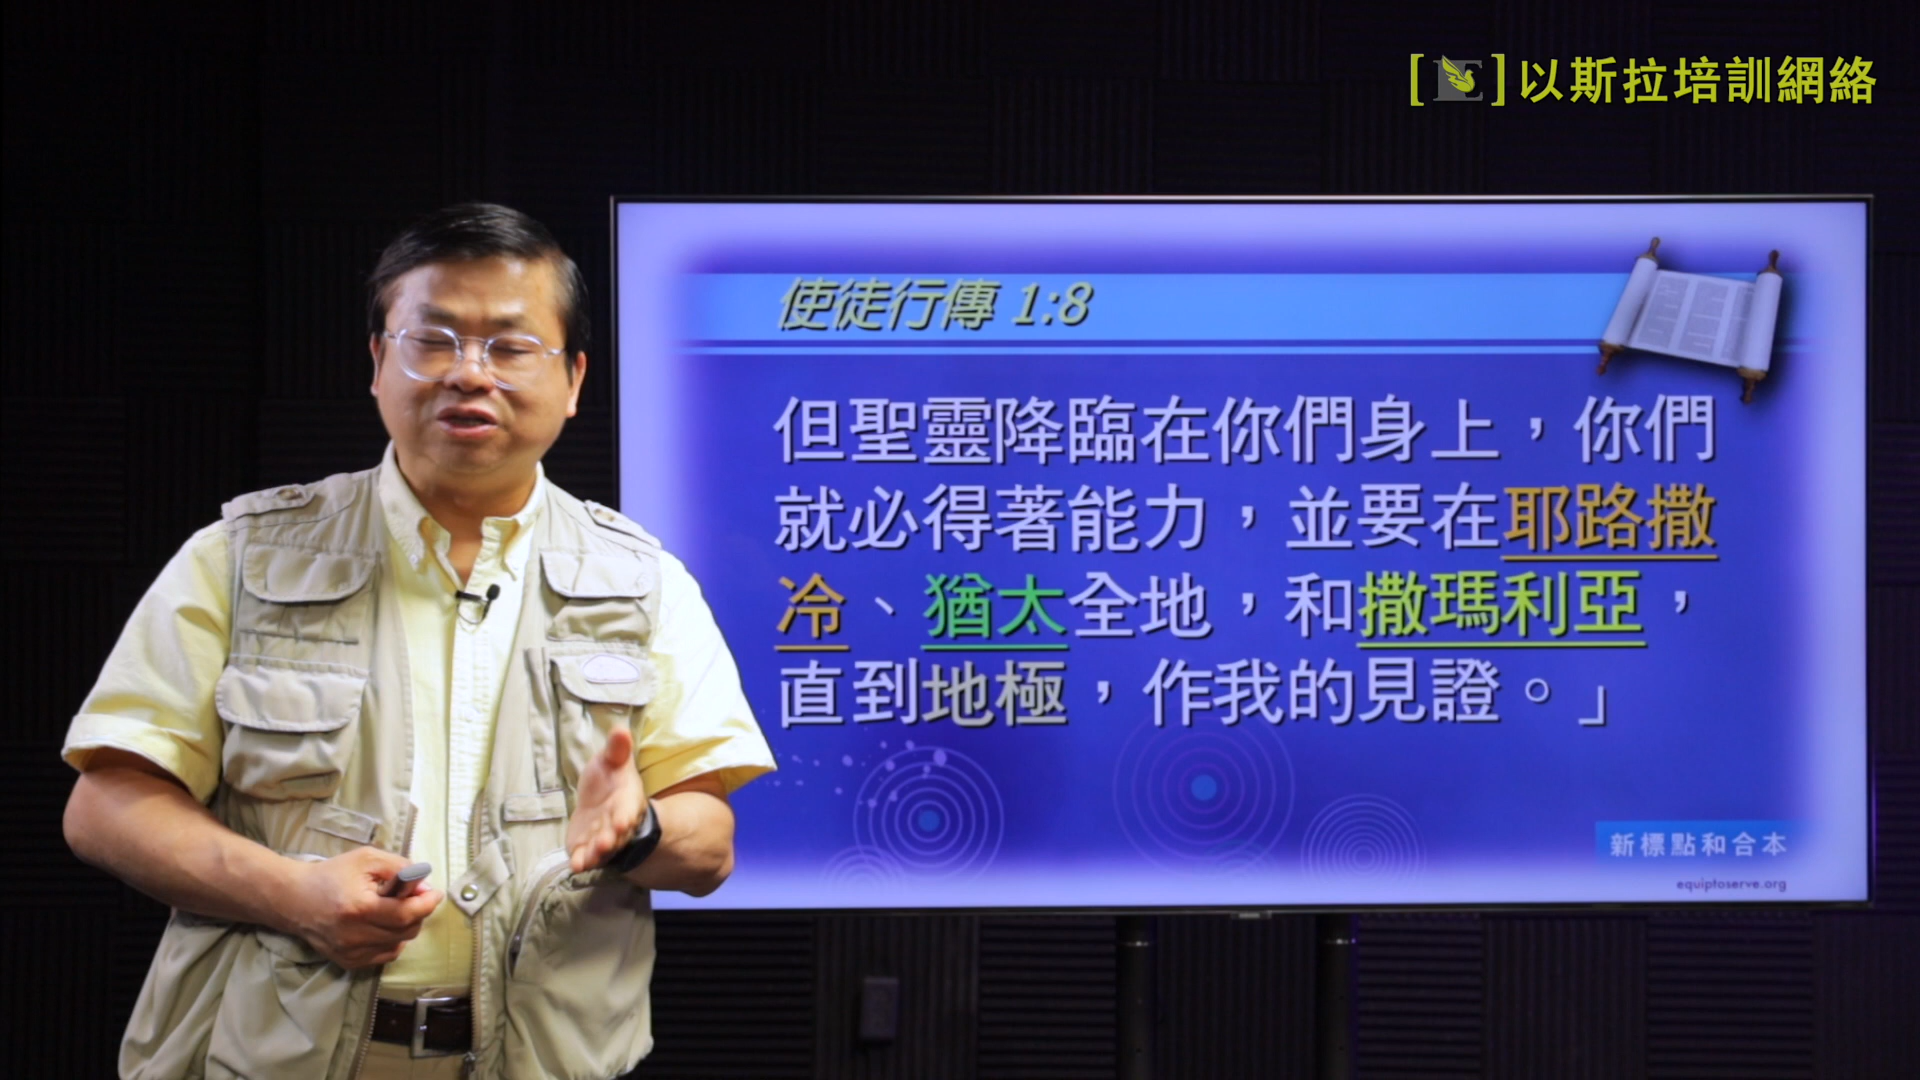 [E]以斯拉培訓網絡
使徒行傳 1:8
但聖靈降臨在你們身上，你們
就必得著能力，並要在耶路撒
冷、猶太全地，和撒瑪利亞，
直到地極，作我的見證。」
新標點和合本
equiptoserve.org